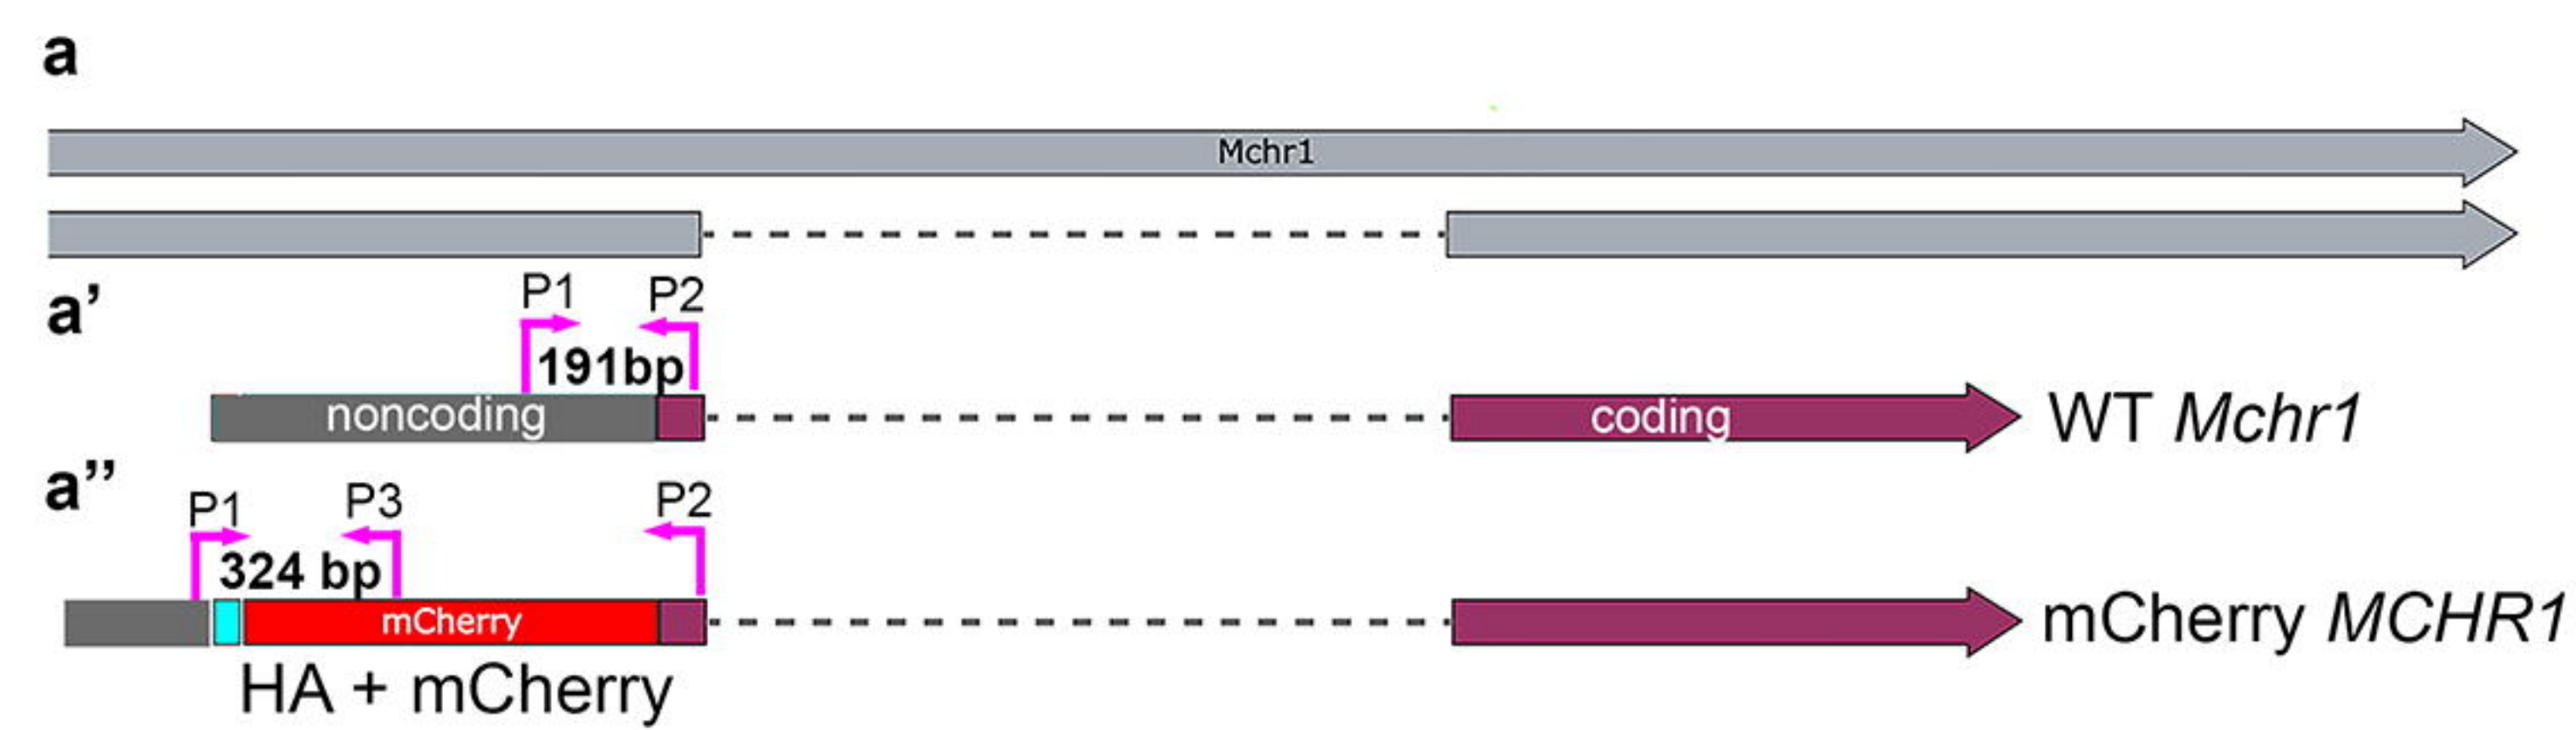 a
Mchr1
a’
P1 P2
191bp
noncoding coding WT Mchr1
a’’
P1 P3 P2
324 bp
mCherry mCherry MCHR1
HA + mCherry